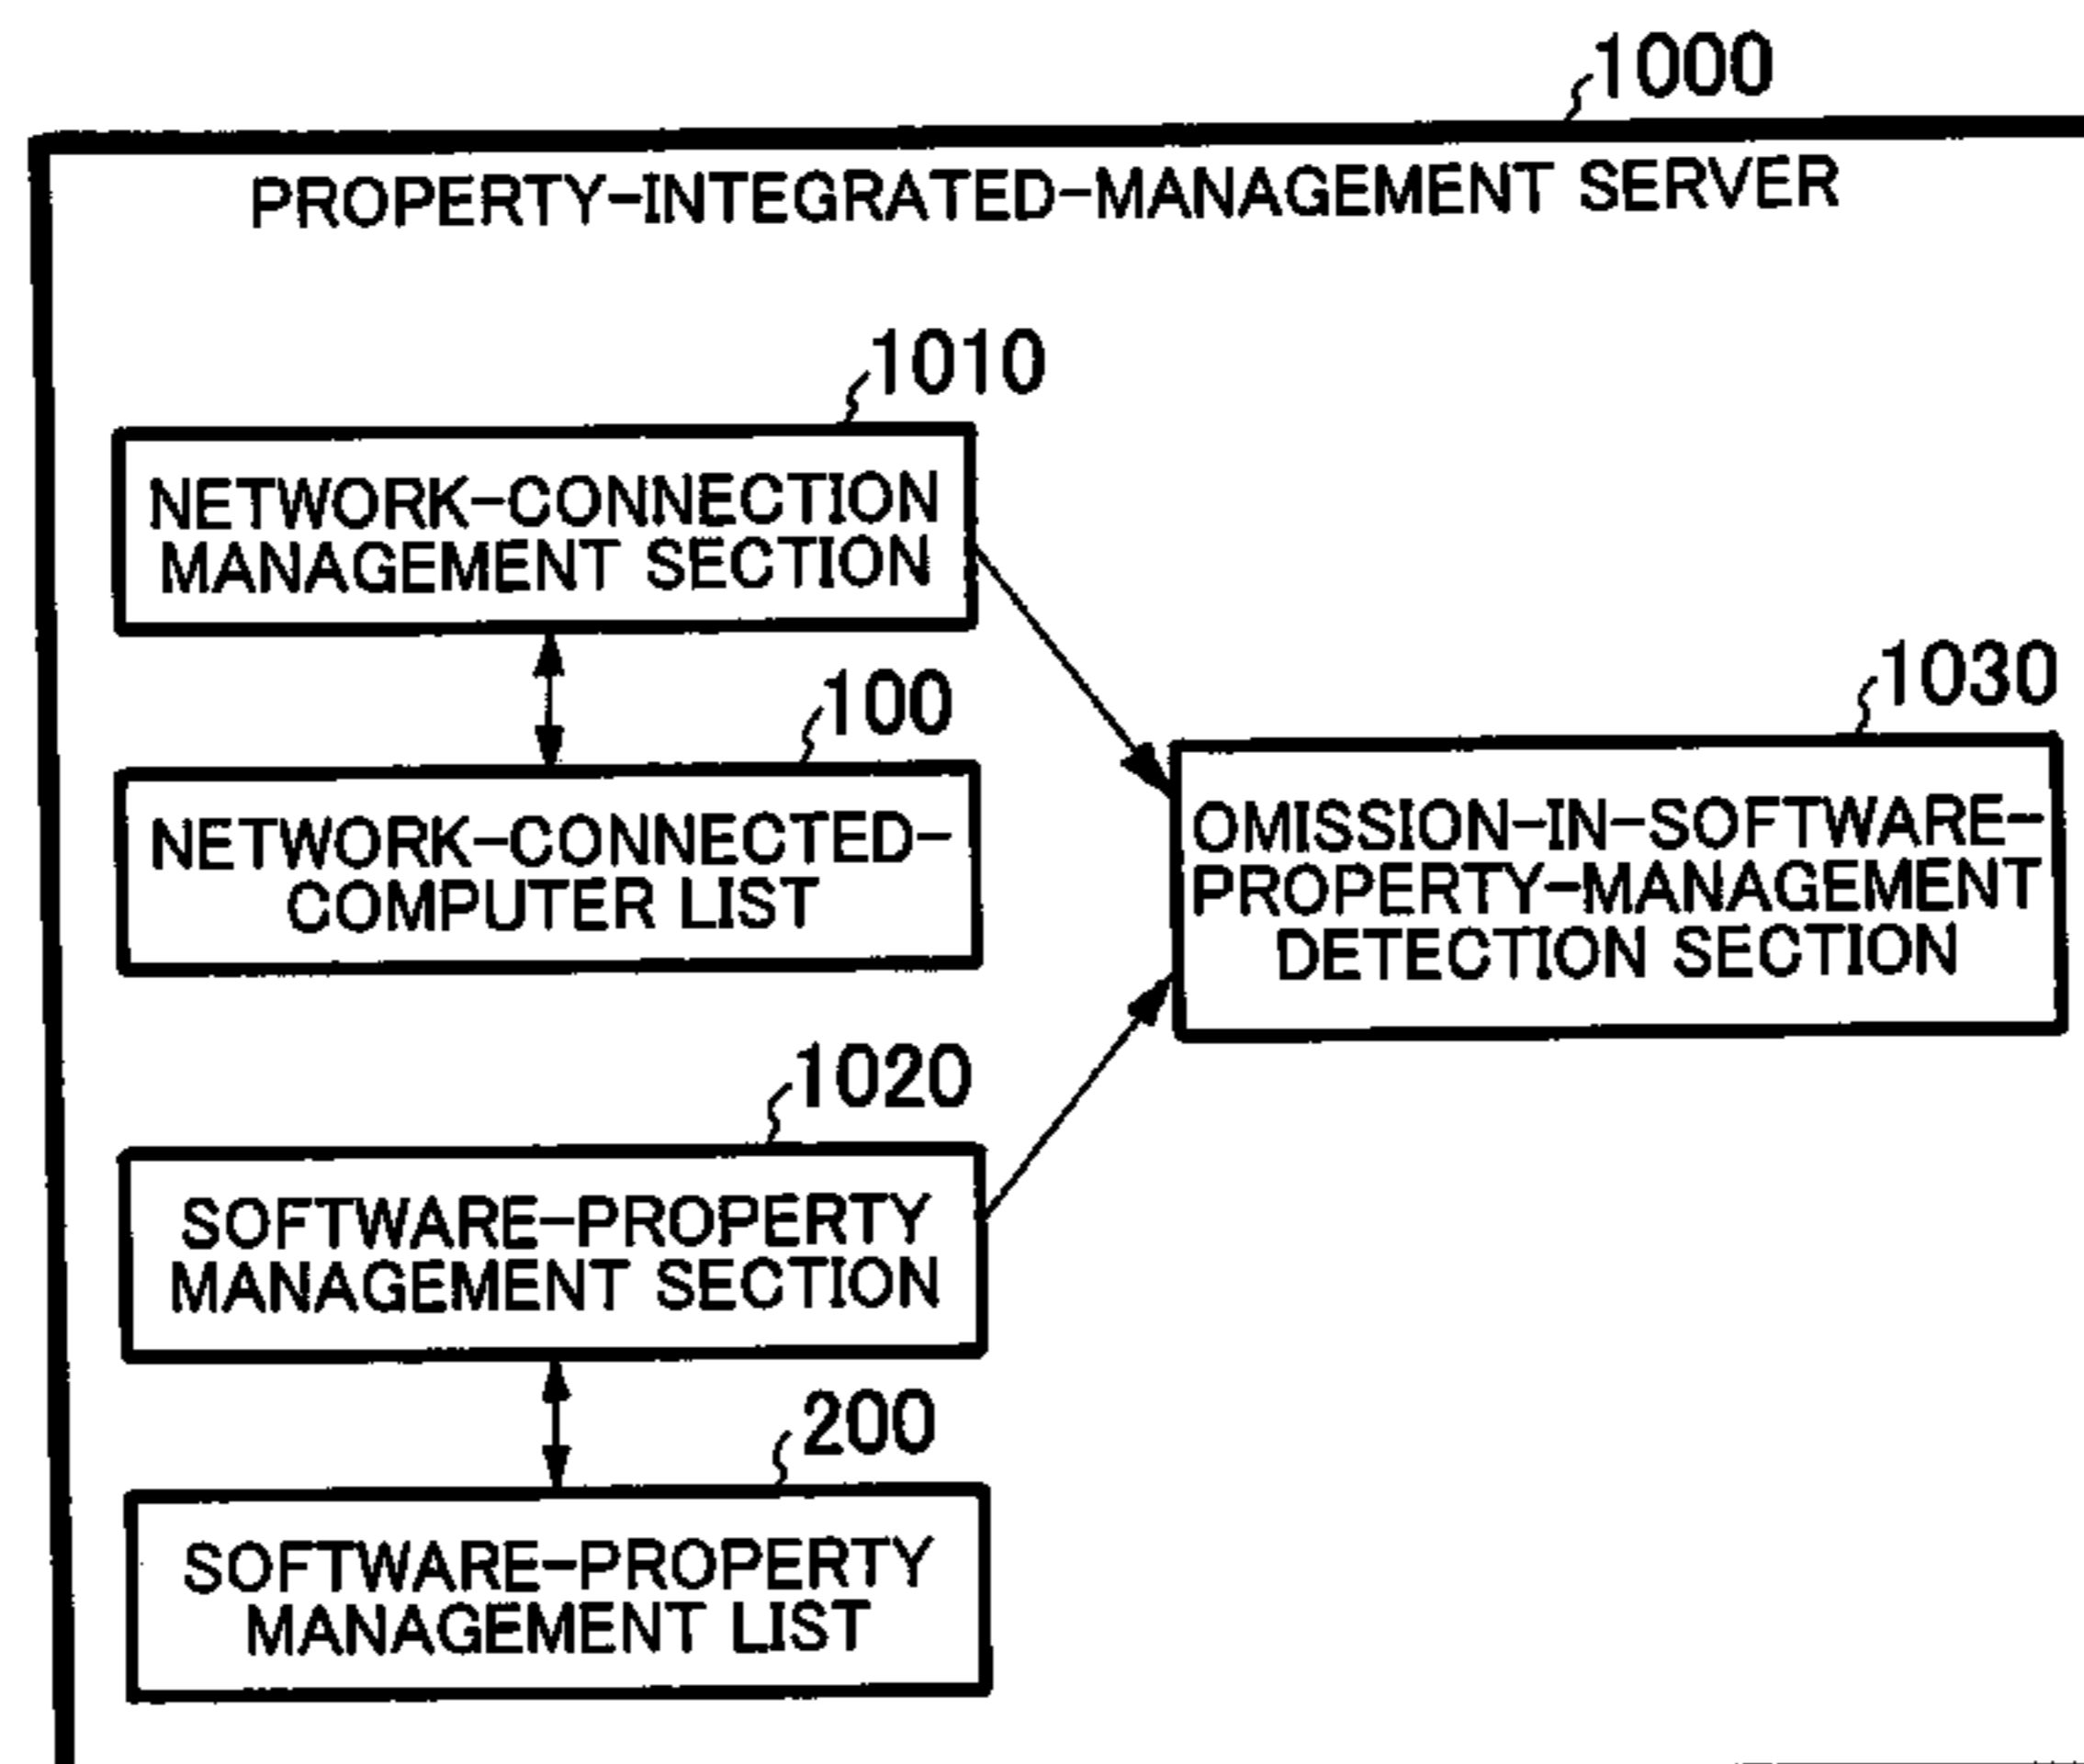 1000
PROPERTY-INTEGRATED-MANAGEMENT SERVER
1010
NETWORK-CONNECTION
MANAGEMENT SECTION
100
NETWORK-CONNECTED-
COMPUTER LIST
1030
OMISSION-IN-SOFTWARE-
PROPERTY-MANAGEMENT
DETECTION SECTION
1020
SOFTWARE-PROPERTY
MANAGEMENT SECTION
200
SOFTWARE-PROPERTY
MANAGEMENT LIST